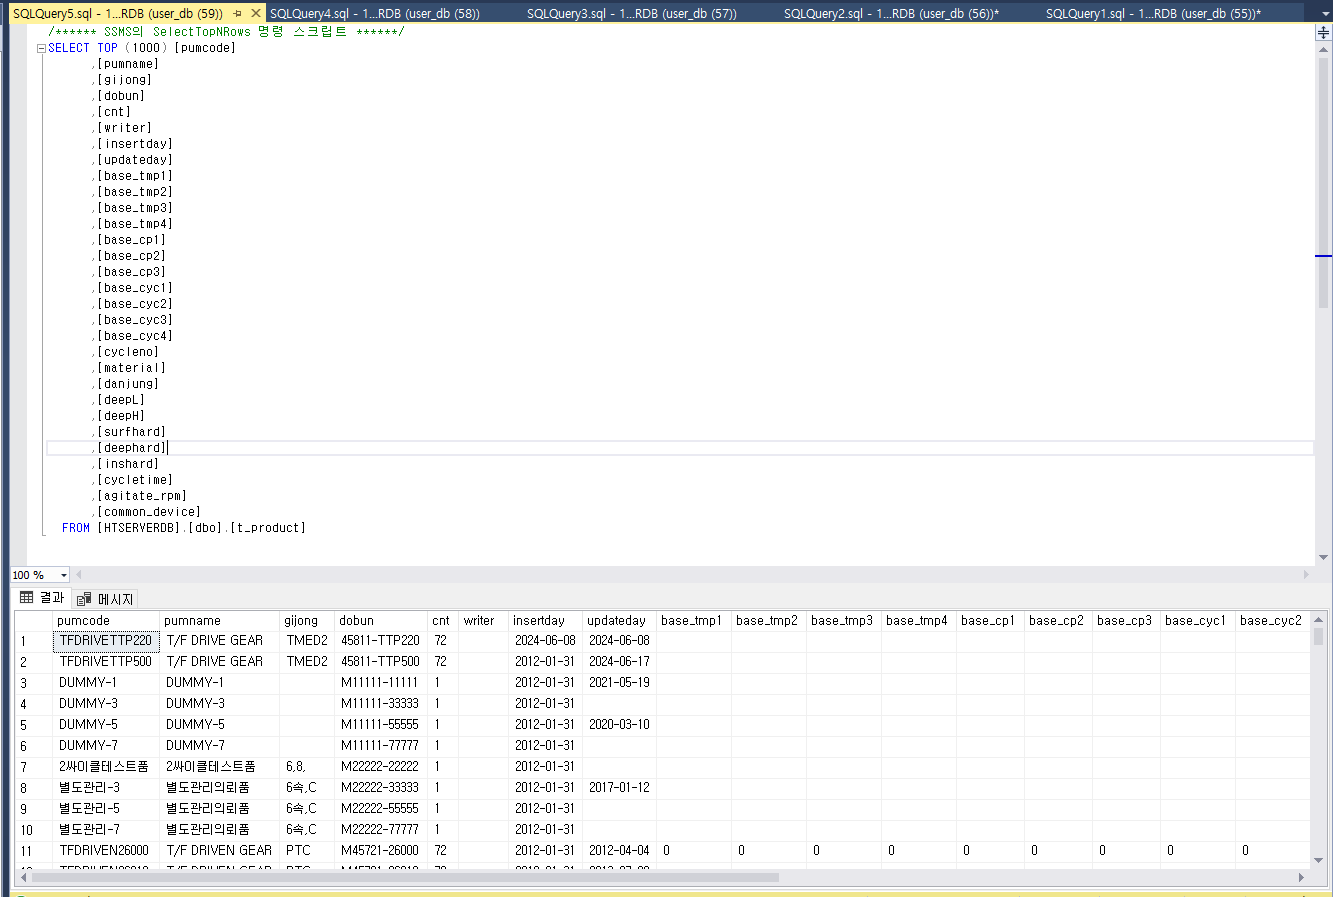 SQLQuery5.sql - 1...RDB (user_db (59)) SQLQuery4.sql - 1...RDB (user_db (58)) SQLQuery3.sql - 1...RDB (user_db (57)) SQLQuery2.sql - 1...RDB (user_db (56))* SQLQuery1.sql - 1...RDB (user_db (55))*
/****** SSMS의 SelectTopNRows 명령 스크립트 ******/
SELECT TOP (1000) [pumcode]
,[pumname]
,[gijong]
,[dobun]
,[cnt]
,[writer]
,[insertday]
,[updateday]
,[base_tmp1]
,[base_tmp2]
,[base_tmp3]
,[base_tmp4]
,[base_cp1]
,[base_cp2]
,[base_cp3]
,[base_cyc1]
,[base_cyc2]
,[base_cyc3]
,[base_cyc4]
,[cycleno]
,[material]
,[danjung]
,[deepL]
,[deepH]
,[surfhard]
,[deephard]
,[inshard]
,[cycletime]
,[agitate_rpm]
,[common_device]
FROM [HTSERVERDB].[dbo].[t_product]
100 %
결과 메시지
pumcode pumname gijong dobun cnt writer insertday updateday base_tmp1 base_tmp2 base_tmp3 base_tmp4 base_cp1 base_cp2 base_cp3 base_cyc1 base_cyc2
1 TFDRIVETTP220 T/F DRIVE GEAR TMED2 45811-TTP220 72 2024-06-08 2024-06-08
2 TFDRIVETTP500 T/F DRIVE GEAR TMED2 45811-TTP500 72 2012-01-31 2024-06-17
3 DUMMY-1 DUMMY-1 M11111-11111 1 2012-01-31 2021-05-19
4 DUMMY-3 DUMMY-3 M11111-33333 1 2012-01-31
5 DUMMY-5 DUMMY-5 M11111-55555 1 2012-01-31 2020-03-10
6 DUMMY-7 DUMMY-7 M11111-77777 1 2012-01-31
7 2싸이클테스트품 2싸이클테스트품 6,8, M22222-22222 1 2012-01-31
8 별도관리-3 별도관리의뢰품 6속,C M22222-33333 1 2012-01-31 2017-01-12
9 별도관리-5 별도관리의뢰품 6속,C M22222-55555 1 2012-01-31
10 별도관리-7 별도관리의뢰품 6속,C M22222-77777 1 2012-01-31
11 TFDRIVEN26000 T/F DRIVEN GEAR PTC M45721-26000 72 2012-01-31 2012-04-04 0 0 0 0 0 0 0 0 0